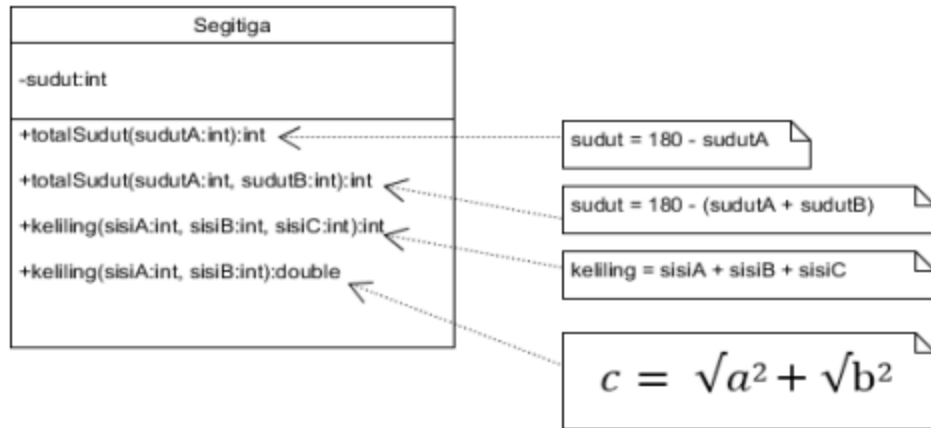 Segitiga
-sudut:int
+totalSudut(sudutA:int):int
+totalSudut(sudutA:int, sudutB:int):int
+keliling(sisiA:int, sisiB:int, sisiC:int):int
+keliling(sisiA:int, sisiB:int):double
sudut = 180 - sudutA
sudut = 180 - (sudutA + sudutB)
keliling = sisiA + sisiB + sisiC
c = √a² + √b²